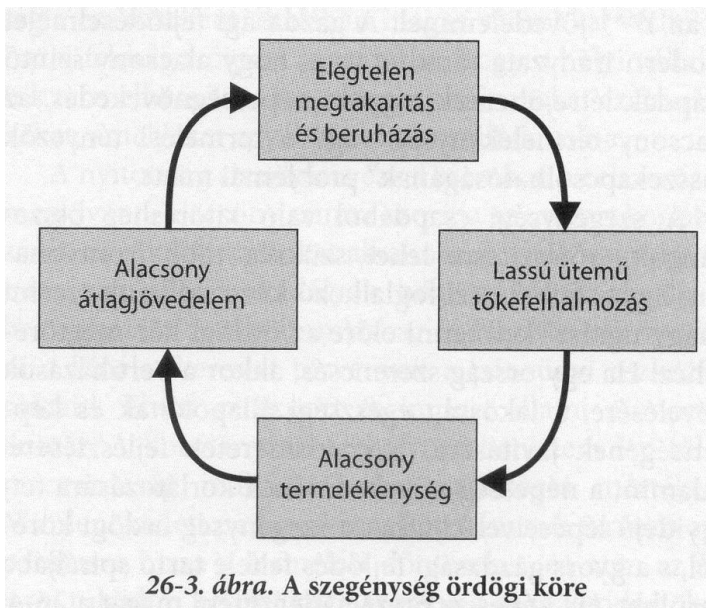 Elégtelen
megtakarítás
és beruházás
Alacsony
átlagjövedelem
Lassú ütemű
tőkefelhalmozás
Alacsony
termelékenység
26-3. ábra. A szegénység ördögi köre